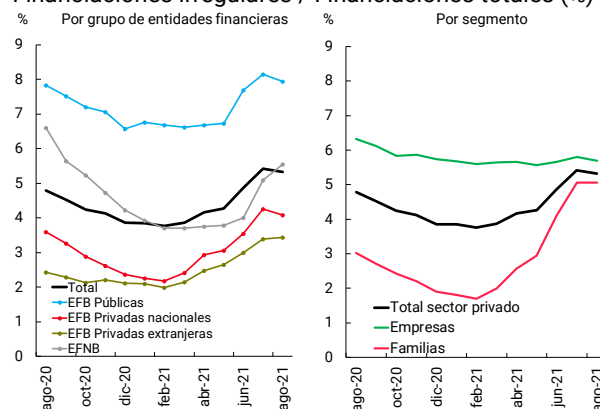 Financiaciones irregulares / Financiaciones totales (%)
% Por grupo de entidades financieras
9
8
7
6
5
4
3
2
1
0
Total
EFB Públicas
EFB Privadas nacionales
EFB Privadas extranjeras
EFNB
ago-20 oct-20 dic-20 feb-21 abr-21 jun-21 ago-21
% Por segmento
9
8
7
6
5
4
3
2
1
0
Total sector privado
Empresas
Familias
ago-20 oct-20 dic-20 feb-21 abr-21 jun-21 ago-21